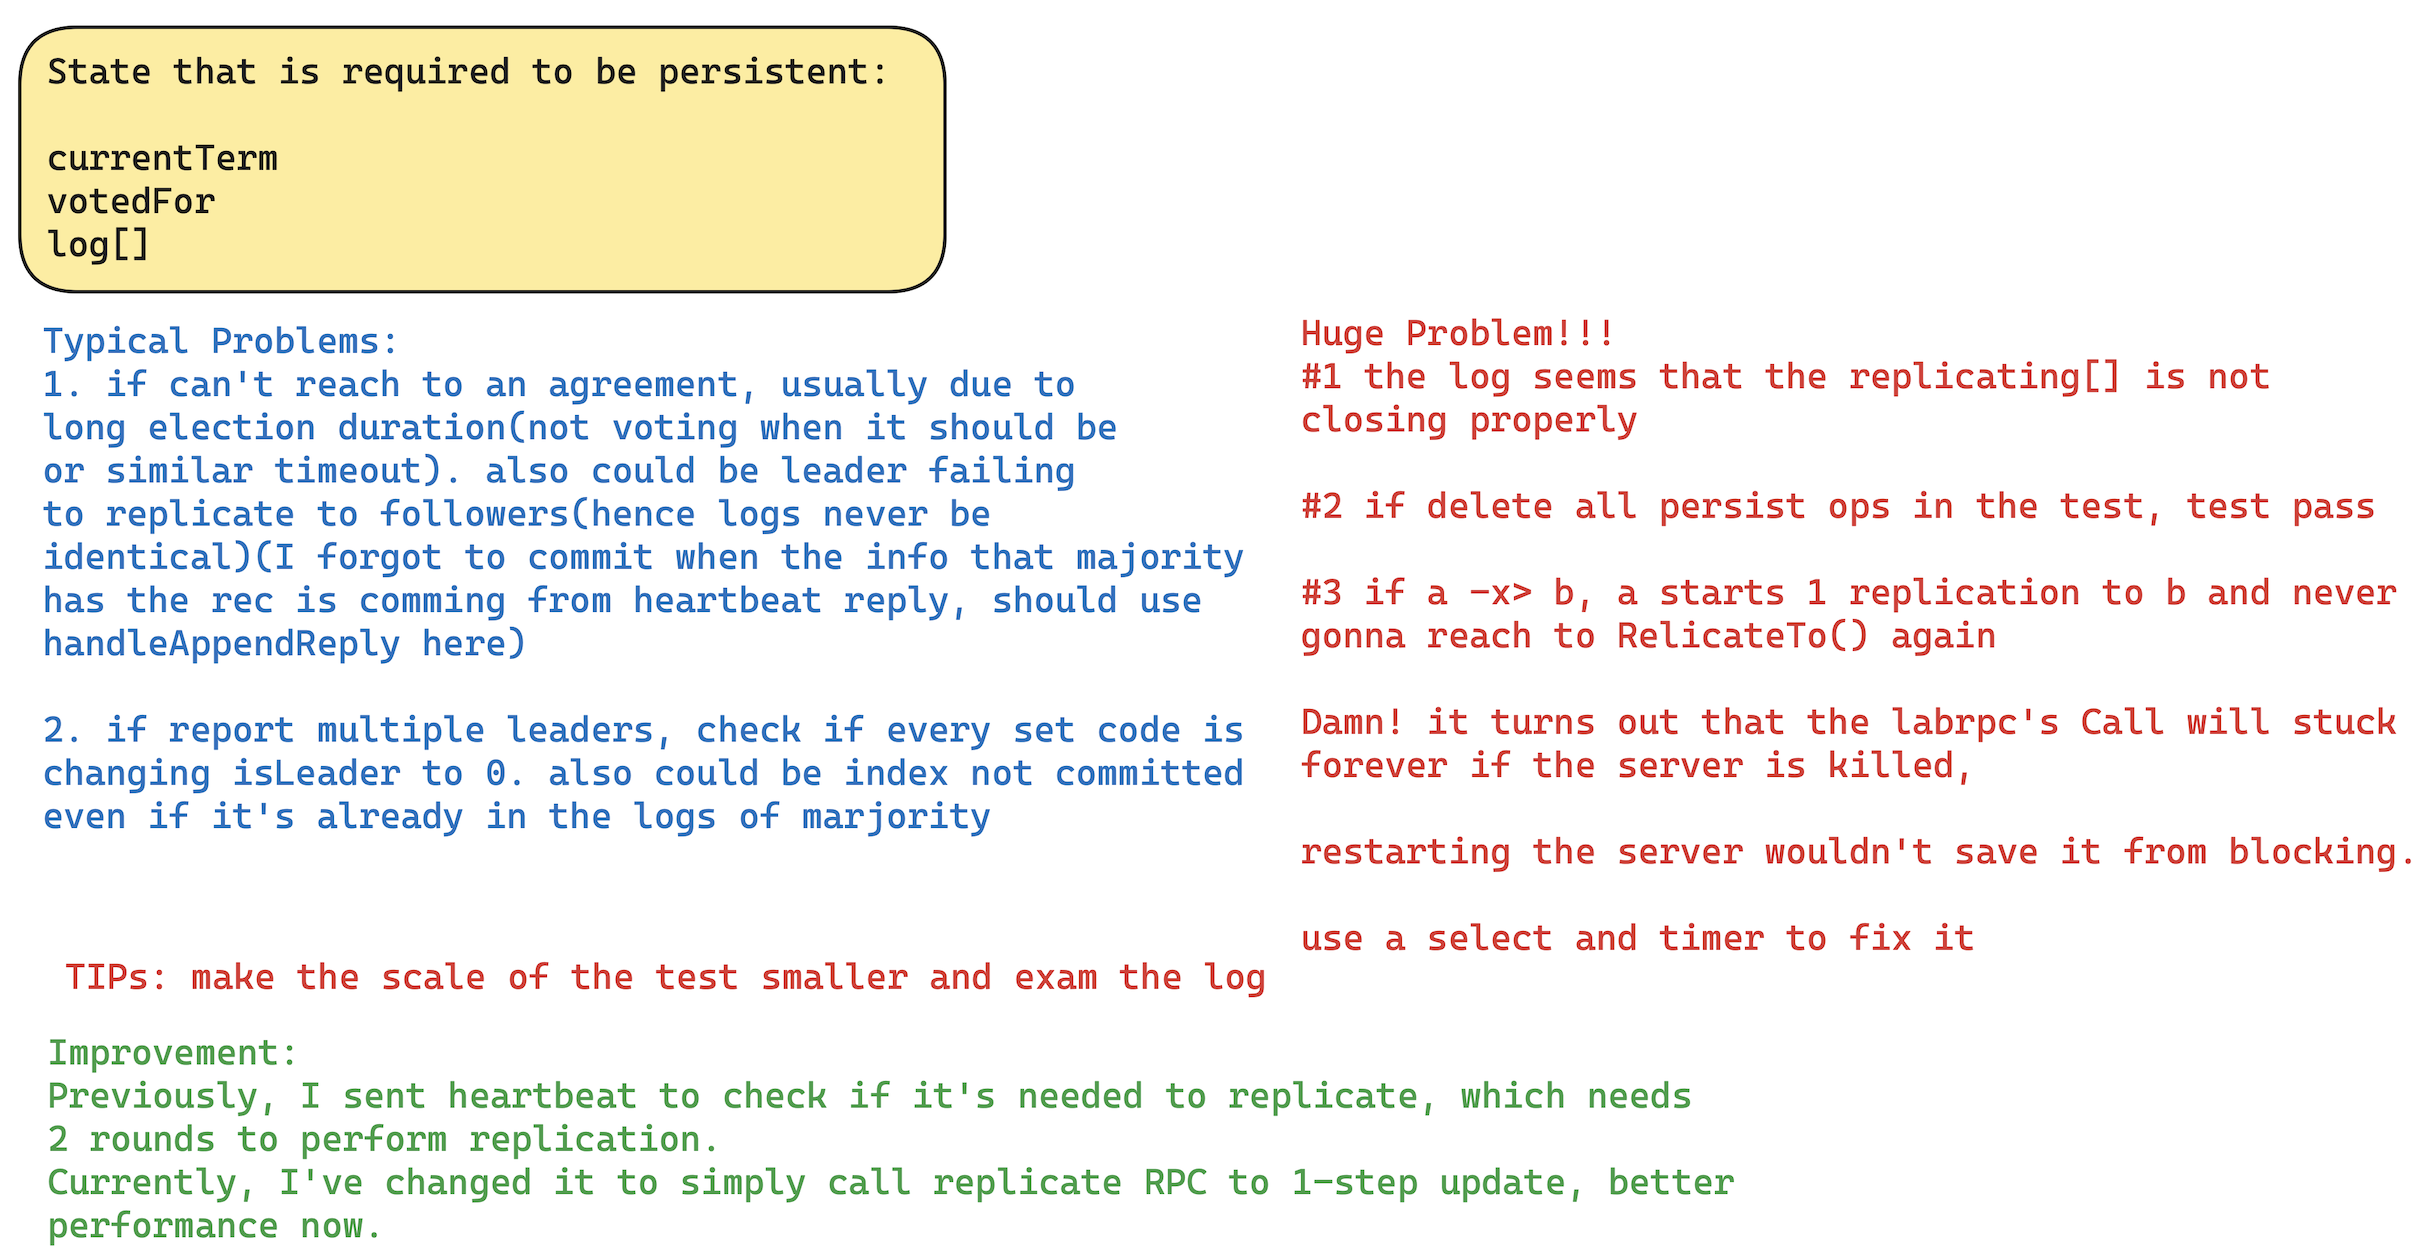 State that is required to be persistent:
currentTerm
votedFor
log[]
Typical Problems:
1. if can't reach to an agreement, usually due to
long election duration(not voting when it should be
or similar timeout). also could be leader failing
to replicate to followers(hence logs never be
identical)(I forgot to commit when the info that majority
has the rec is comming from heartbeat reply, should use
handleAppendReply here)
2. if report multiple leaders, check if every set code is
changing isLeader to 0. also could be index not committed
even if it's already in the logs of marjority
Huge Problem!!!
#1 the log seems that the replicating[] is not
closing properly
#2 if delete all persist ops in the test, test pass
#3 if a -x> b, a starts 1 replication to b and never
gonna reach to RelicateTo() again
Damn! it turns out that the labrpc's Call will stuck
forever if the server is killed,
restarting the server wouldn't save it from blocking.
use a select and timer to fix it
TIPs: make the scale of the test smaller and exam the log
Improvement:
Previously, I sent heartbeat to check if it's needed to replicate, which needs
2 rounds to perform replication.
Currently, I've changed it to simply call replicate RPC to 1-step update, better
performance now.